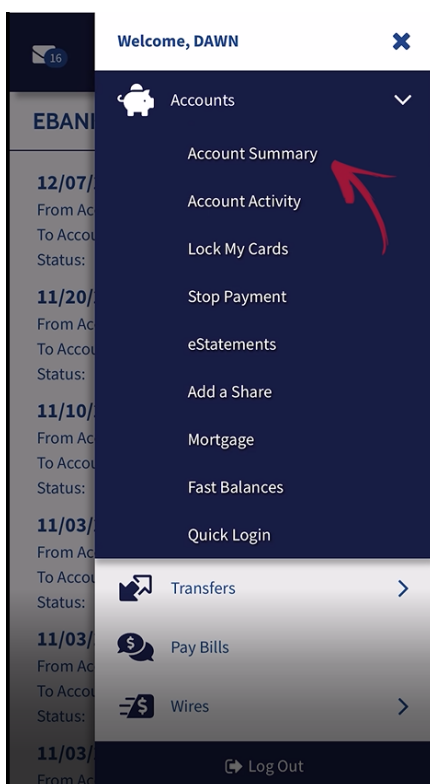 Welcome, DAWN
16
Accounts
EBAN
Account Summary
12/07/
From Ac
Account Activity
To Accou
Status:
Lock My Cards
11/20/
Stop Payment
From Ac
To Accou
eStatements
Status:
Add a Share
11/10/
From Ac
Mortgage
To Accou
Status:
Fast Balances
11/03/
Quick Login
From Ac
To Accou
Transfers
Status:
11/03/
Pay Bills
From Ac
To Accou
Wires
Status:
11/03/
Log Out
From Ac